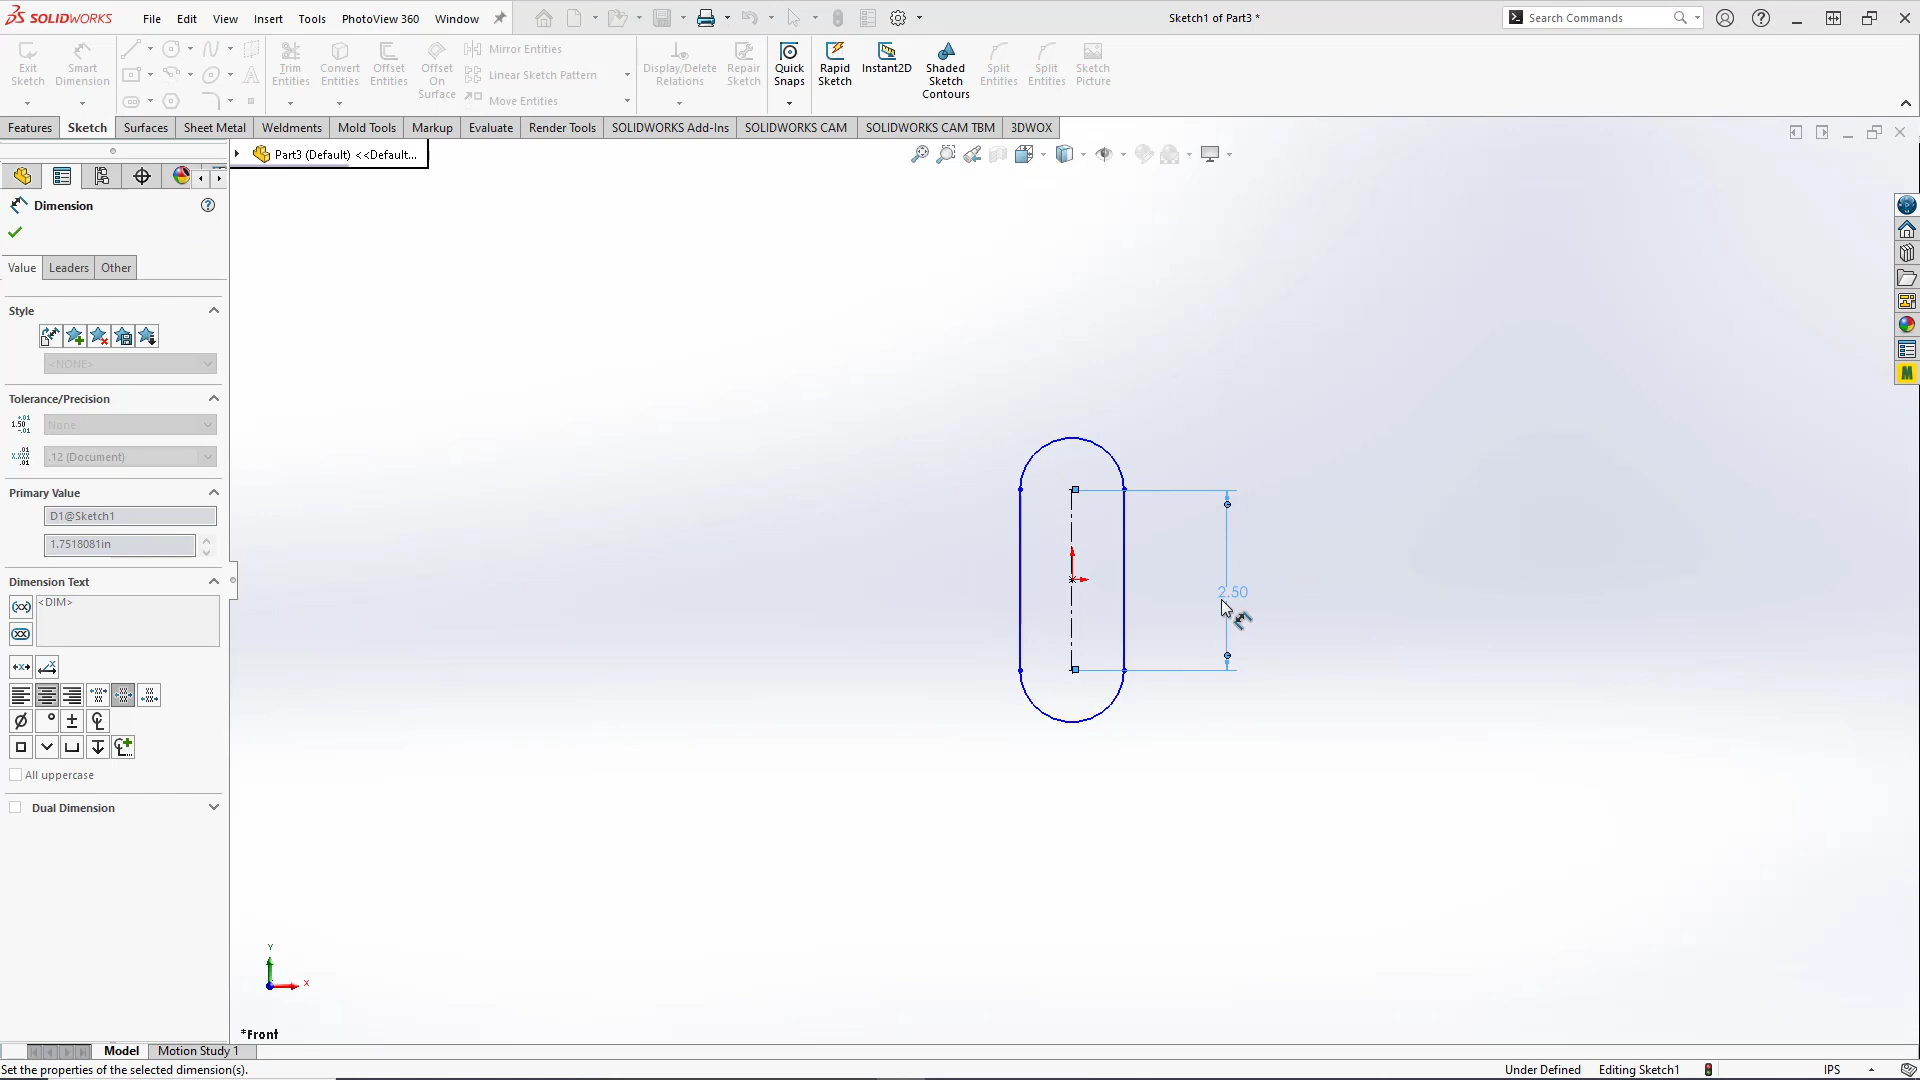 SOLIDWORKS File Edit View Insert Tools PhotoView 360 Window Sketch1 of Part3 * Search Commands
Exit Sketch
Smart Dimension
Trim Entities
Convert Entities
Offset Entities
Offset On Surface
Mirror Entities
Linear Sketch Pattern
Move Entities
Display/Delete Relations
Repair Sketch
Quick Snaps
Rapid Sketch
Instant2D
Shaded Sketch Contours
Split Entities
Split Entities
Sketch Picture
Features Sketch Surfaces Sheet Metal Weldments Mold Tools Markup Evaluate Render Tools SOLIDWORKS Add-Ins SOLIDWORKS CAM SOLIDWORKS CAM TBM 3DWOX
Part3 (Default) <<Default...
Dimension
Value Leaders Other
Style
<NONE>
Tolerance/Precision
None
.12 (Document)
Primary Value
D1@Sketch1
1.7518081in
Dimension Text
<DIM>
All uppercase
Dual Dimension
2.50
Y
X
*Front
Model Motion Study 1
Set the properties of the selected dimension(s). Under Defined Editing Sketch1 IPS